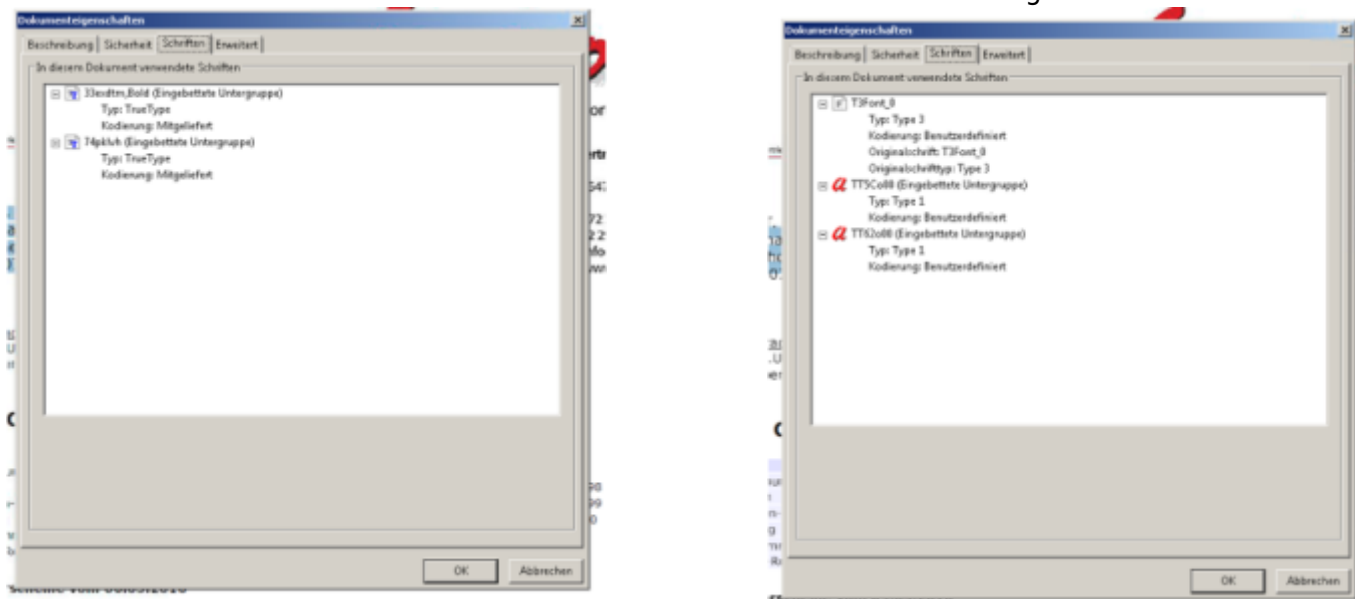 Dokumenteigenschaften
Beschreibung Sicherheit Schriften Erweitert
In diesem Dokument verwendete Schriften
33exdtm,Bold (Eingebettete Untergruppe)
Typ: TrueType
Kodierung: Mitgeliefert
74pklvh (Eingebettete Untergruppe)
Typ: TrueType
Kodierung: Mitgeliefert
OK Abbrechen
Dokumenteigenschaften
Beschreibung Sicherheit Schriften Erweitert
In diesem Dokument verwendete Schriften
T3Font_0
Typ: Type 3
Kodierung: Benutzerdefiniert
Originalschrift: T3Font_0
Originalschrifttyp: Type 3
TT5Co00 (Eingebettete Untergruppe)
Typ: Type 1
Kodierung: Benutzerdefiniert
TT62o00 (Eingebettete Untergruppe)
Typ: Type 1
Kodierung: Benutzerdefiniert
OK Abbrechen